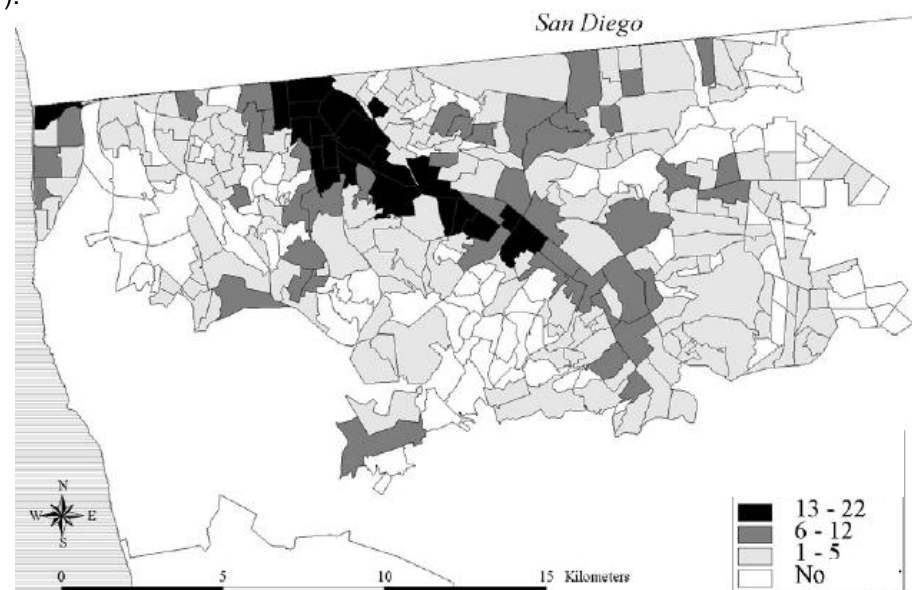 ).
San Diego
N
W E
S
13 - 22
6 - 12
1 - 5
No
0 5 10 15 Kilometers